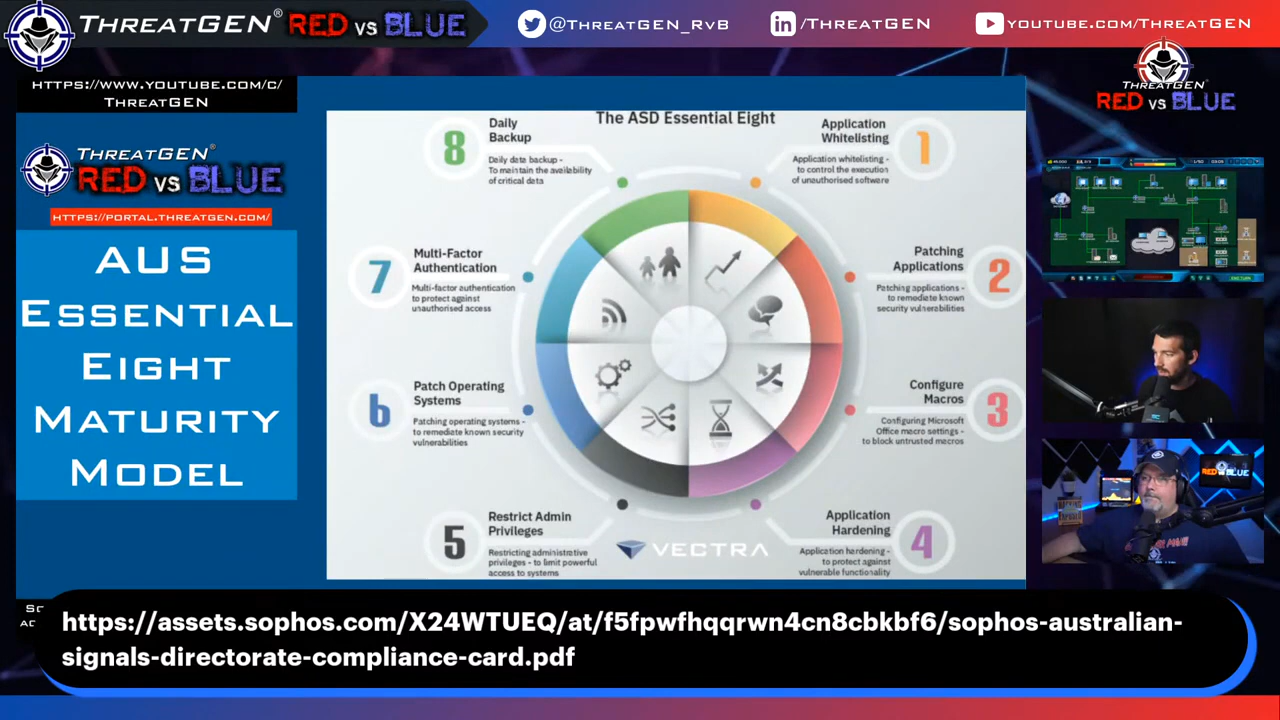 THREATGEN® RED VS BLUE
@THREATGEN_RVB
/THREATGEN
YOUTUBE.COM/THREATGEN
HTTPS://WWW.YOUTUBE.COM/C/
THREATGEN
THREATGEN®
RED VS BLUE
HTTPS://PORTAL.THREATGEN.COM/
AUS
ESSENTIAL
EIGHT
MATURITY
MODEL
The ASD Essential Eight
8
Daily
Backup
Daily data backup -
To maintain the availability
of critical data
Application
Whitelisting
1
Application whitelisting -
to control the execution
of unauthorised software
7
Multi-Factor
Authentication
Multi-factor authentication
to protect against
unauthorised access
Patching
Applications
2
Patching applications -
to remediate known
security vulnerabilities
6
Patch Operating
Systems
Patching operating systems -
to remediate known security
vulnerabilities
Configure
Macros
3
Configuring Microsoft
Office macro settings -
to block untrusted macros
5
Restrict Admin
Privileges
Restricting administrative
privileges - to limit powerful
access to systems
VECTRA
Application
Hardening
4
Application hardening -
to protect against
vulnerable functionality
THREATGEN®
RED VS BLUE
RED VS BLUE
https://assets.sophos.com/X24WTUEQ/at/f5fpwfhqqrwn4cn8cbkbf6/sophos-australian-
signals-directorate-compliance-card.pdf